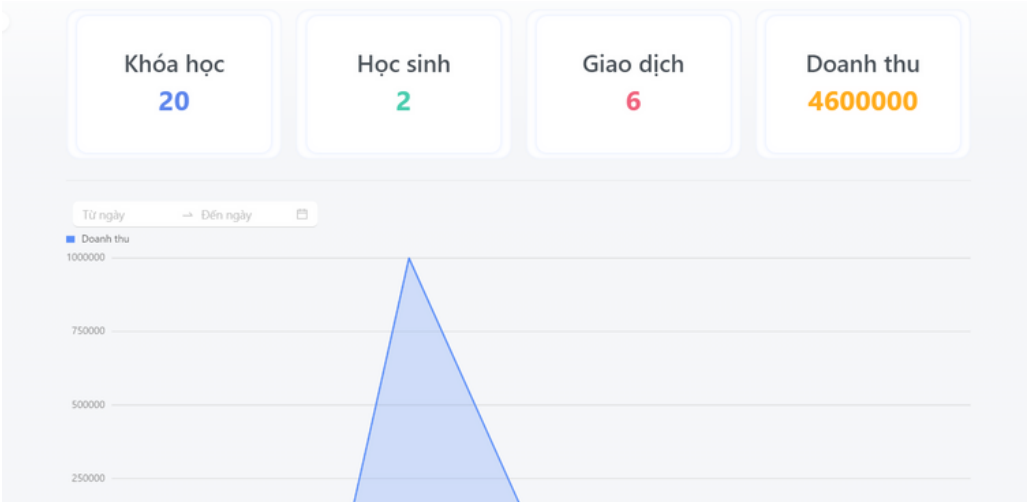 Khóa học
20
Học sinh
2
Giao dịch
6
Doanh thu
4600000
Từ ngày → Đến ngày
Doanh thu
1000000
750000
500000
250000